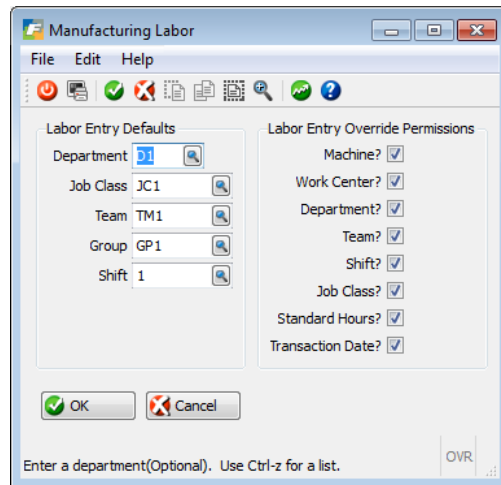 Manufacturing Labor
File Edit Help
Labor Entry Defaults
Department D1
Job Class JC1
Team TM1
Group GP1
Shift 1
Labor Entry Override Permissions
Machine?
Work Center?
Department?
Team?
Shift?
Job Class?
Standard Hours?
Transaction Date?
OK Cancel
Enter a department(Optional). Use Ctrl-z for a list.
OVR